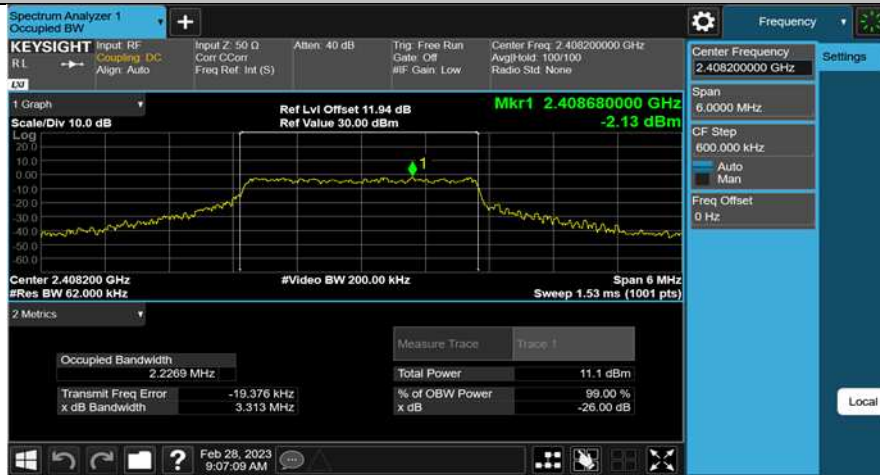 Spectrum Analyzer 1
Occupied BW
Frequency
KEYSIGHT
RL
LXI
Input: RF
Coupling: DC
Align: Auto
Input Z: 50 Ω
Corr CCorr
Freq Ref: Int (S)
Atten: 40 dB
Trig: Free Run
Gate: Off
#IF Gain: Low
Center Freq: 2.408200000 GHz
Avg|Hold: 100/100
Radio Std: None
Center Frequency
2.408200000 GHz
Settings
Span
6.0000 MHz
CF Step
600.000 kHz
Auto
Man
Freq Offset
0 Hz
1 Graph
Scale/Div 10.0 dB
Ref Lvl Offset 11.94 dB
Ref Value 30.00 dBm
Mkr1 2.408680000 GHz
-2.13 dBm
Log
20.0
10.0
0.00
-10.0
-20.0
-30.0
-40.0
-50.0
-60.0
1
Center 2.408200 GHz
#Res BW 62.000 kHz
#Video BW 200.00 kHz
Span 6 MHz
Sweep 1.53 ms (1001 pts)
2 Metrics
Measure Trace
Trace 1
Occupied Bandwidth
2.2269 MHz
Total Power 11.1 dBm
Transmit Freq Error -19.376 kHz
% of OBW Power 99.00 %
x dB Bandwidth 3.313 MHz
x dB -26.00 dB
Local
?
Feb 28, 2023
9:07:09 AM